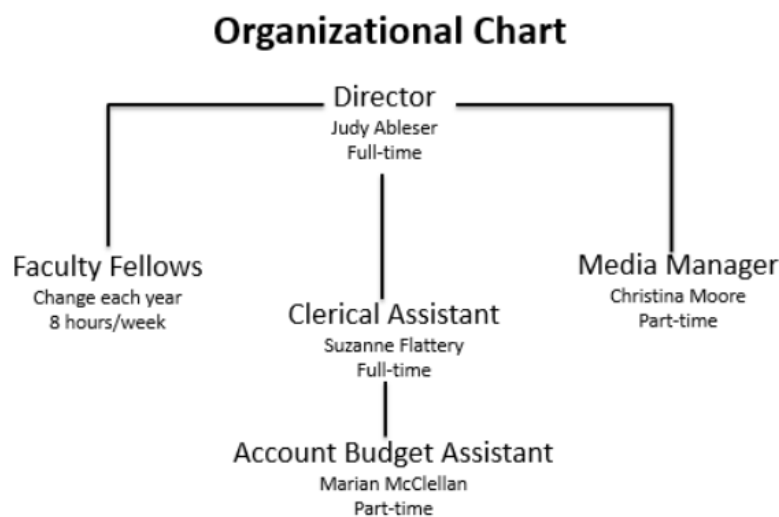 Organizational Chart
Director
Judy Ableser
Full-time
Faculty Fellows
Change each year
8 hours/week
Clerical Assistant
Suzanne Flattery
Full-time
Media Manager
Christina Moore
Part-time
Account Budget Assistant
Marian McClellan
Part-time